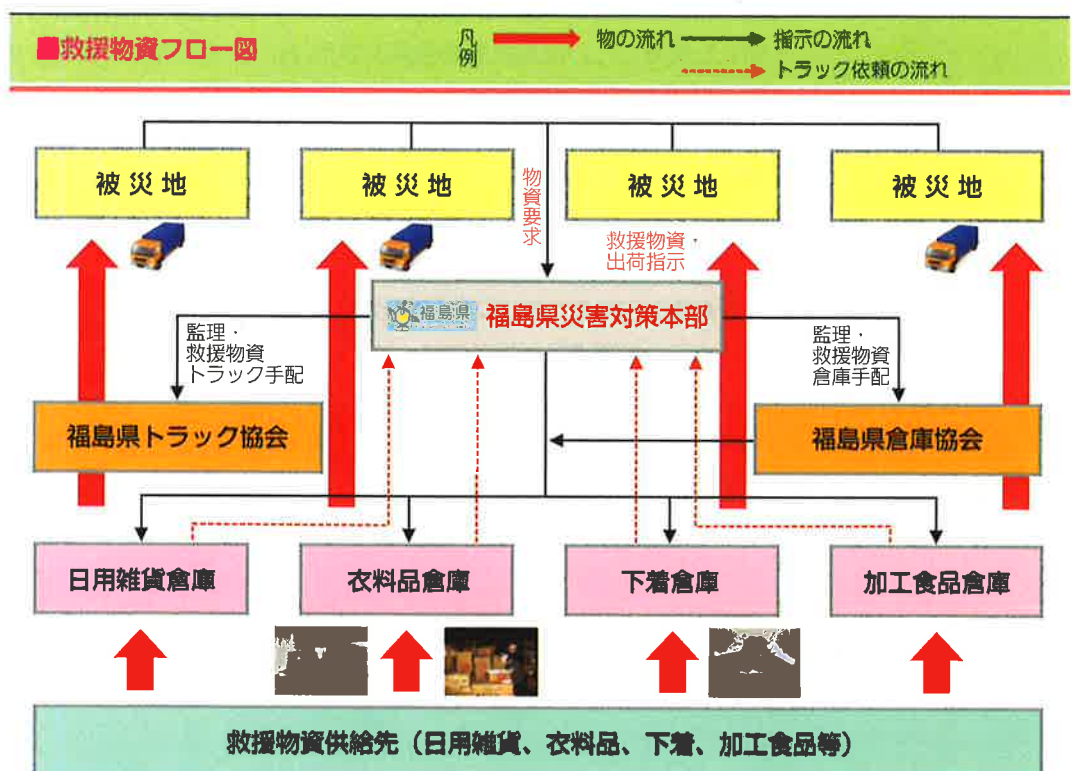 ■救援物資フロー図
凡例
物の流れ
指示の流れ
トラック依頼の流れ
被災地
被災地
被災地
被災地
物資要求
救援物資・
出荷指示
福島県
福島県災害対策本部
監理・
救援物資
トラック手配
監理・
救援物資
倉庫手配
福島県トラック協会
福島県倉庫協会
日用雑貨倉庫
衣料品倉庫
下着倉庫
加工食品倉庫
救援物資供給先（日用雑貨、衣料品、下着、加工食品等）